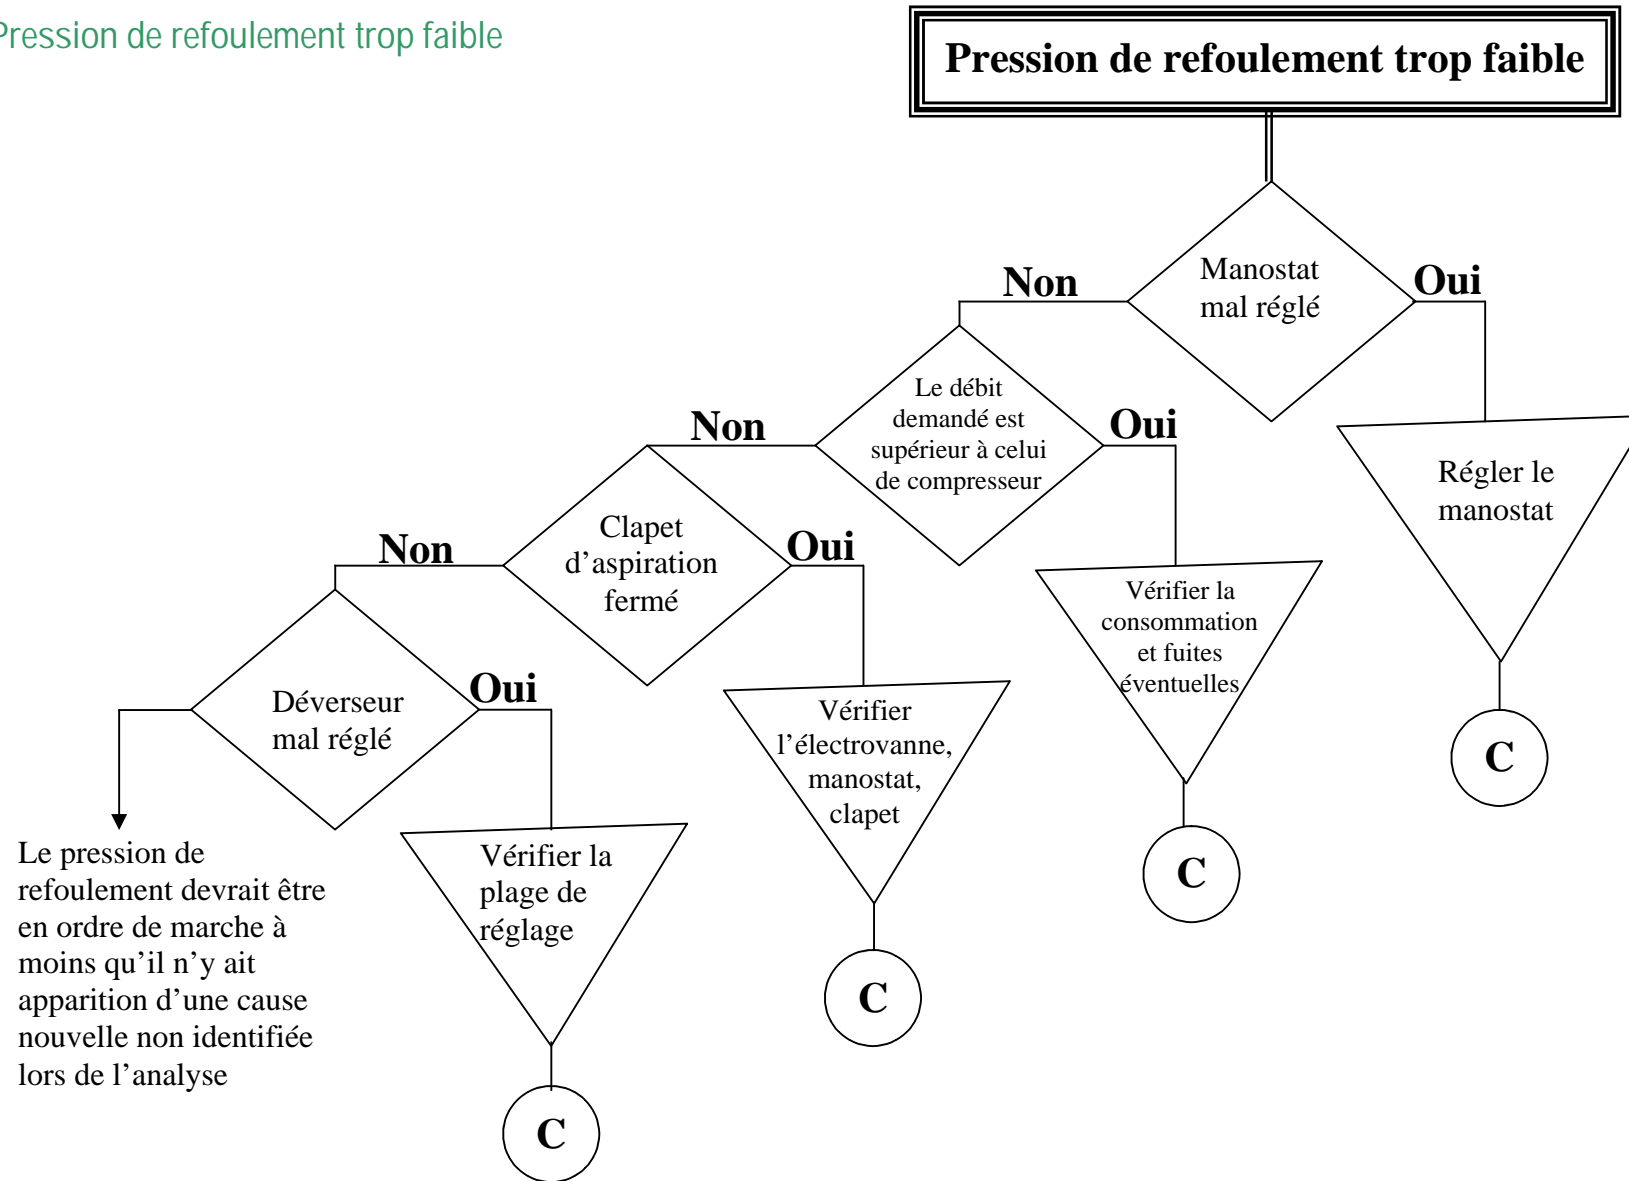 Pression de refoulement trop faible
Pression de refoulement trop faible
Manostat
mal réglé
Non
Oui
Le débit
demandé est
supérieur à celui
de compresseur
Non
Oui
Régler le
manostat
Clapet
d’aspiration
fermé
Non
Oui
Vérifier la
consommation
et fuites
éventuelles
C
Déverseur
mal réglé
Oui
Vérifier
l’électrovanne,
manostat,
clapet
C
Le pression de
refoulement devrait être
en ordre de marche à
moins qu’il n’y ait
apparition d’une cause
nouvelle non identifiée
lors de l’analyse
Vérifier la
plage de
réglage
C
C